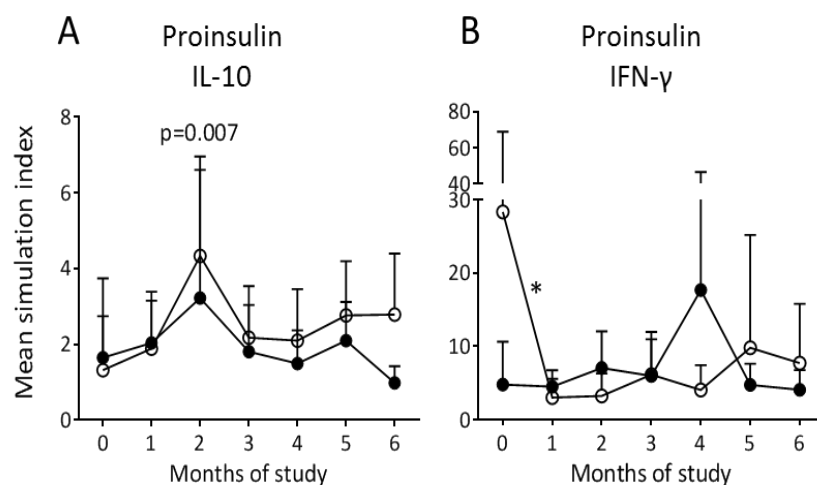 A
Proinsulin
IL-10
p=0.007
Mean simulation index
8
6
4
2
0
0 1 2 3 4 5 6
Months of study
B
Proinsulin
IFN-γ
80
60
40
30
20
10
0
*
0 1 2 3 4 5 6
Months of study